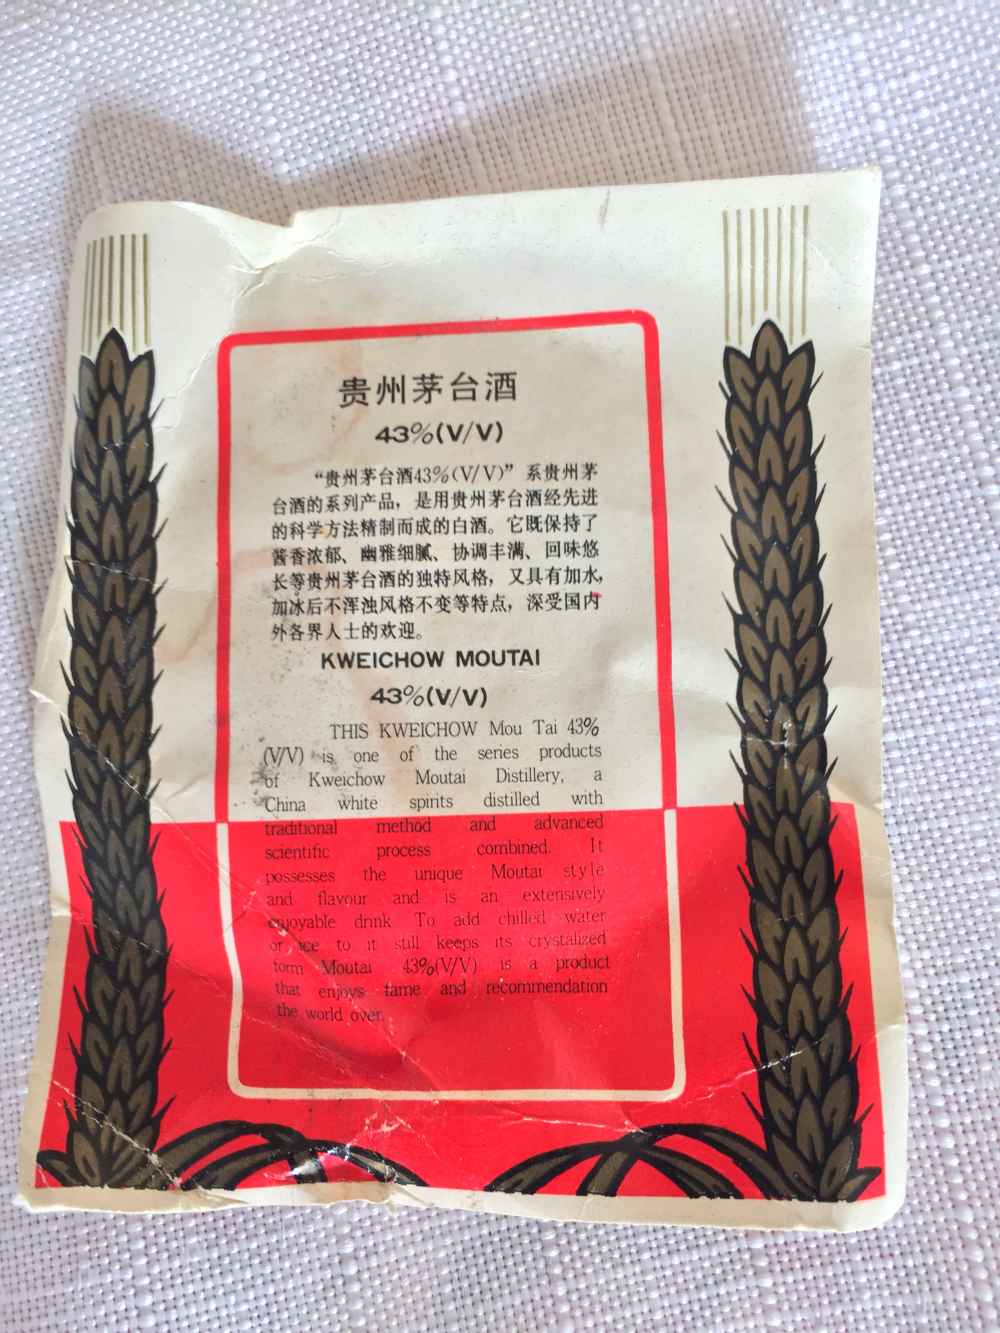 贵州茅台酒
43%(V/V)
“贵州茅台酒43%(V/V)”系贵州茅
台酒的系列产品，是用贵州茅台酒经先进
的科学方法精制而成的白酒。它既保持了
酱香浓郁、幽雅细腻、协调丰满、回味悠
长等贵州茅台酒的独特风格，又具有加水，
加冰后不浑浊风格不变等特点，深受国内
外各界人士的欢迎。
KWEICHOW MOUTAI
43%(V/V)
THIS KWEICHOW Mou Tai 43%
(V/V) is one of the series products
of Kweichow Moutai Distillery, a
China white spirits distilled with
traditional method and advanced
scientific process combined. It
possesses the unique Moutai style
and flavour and is an extensively
enjoyable drink To add chilled water
or ice to it still keeps its crystalized
form Moutai 43%(V/V) is a product
that enjoys fame and recommendation
the world over.